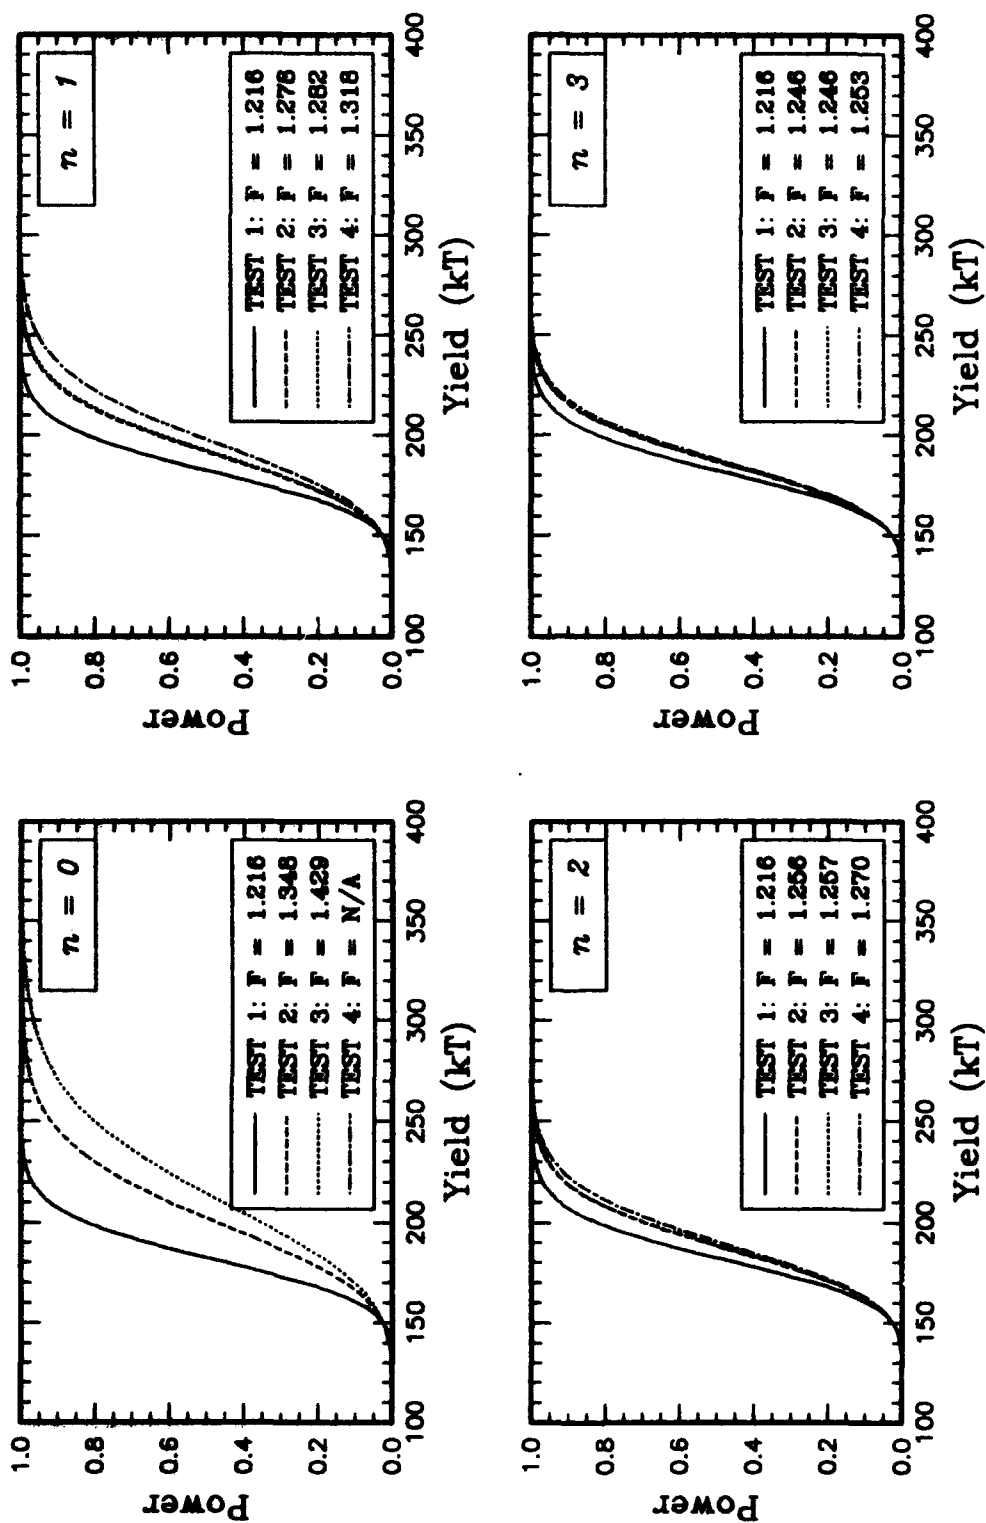 n = 0
1.0
0.8
0.6
0.4
0.2
0.0
Power
TEST 1: F = 1.216
TEST 2: F = 1.348
TEST 3: F = 1.429
TEST 4: F = N/A
100 150 200 250 300 350 400
Yield (kT)
n = 1
1.0
0.8
0.6
0.4
0.2
0.0
Power
TEST 1: F = 1.216
TEST 2: F = 1.278
TEST 3: F = 1.282
TEST 4: F = 1.318
100 150 200 250 300 350 400
Yield (kT)
n = 2
1.0
0.8
0.6
0.4
0.2
0.0
Power
TEST 1: F = 1.216
TEST 2: F = 1.256
TEST 3: F = 1.257
TEST 4: F = 1.270
100 150 200 250 300 350 400
Yield (kT)
n = 3
1.0
0.8
0.6
0.4
0.2
0.0
Power
TEST 1: F = 1.216
TEST 2: F = 1.246
TEST 3: F = 1.246
TEST 4: F = 1.253
100 150 200 250 300 350 400
Yield (kT)